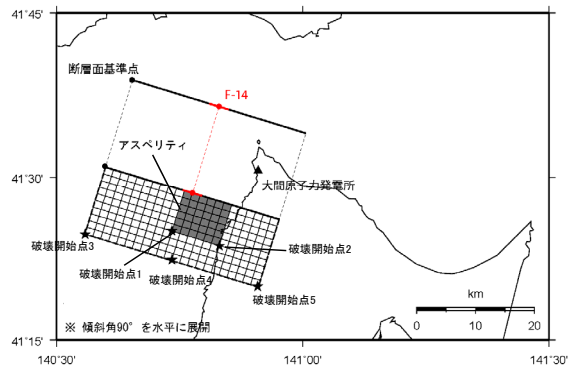 41°45'
断層面基準点
F-14
アスペリティ
41°30'
大間原子力発電所
破壊開始点3
破壊開始点2
破壊開始点1
破壊開始点4
破壊開始点5
km
0 10 20
※ 傾斜角90°を水平に展開
41°15'
140°30' 141°00' 141°30'